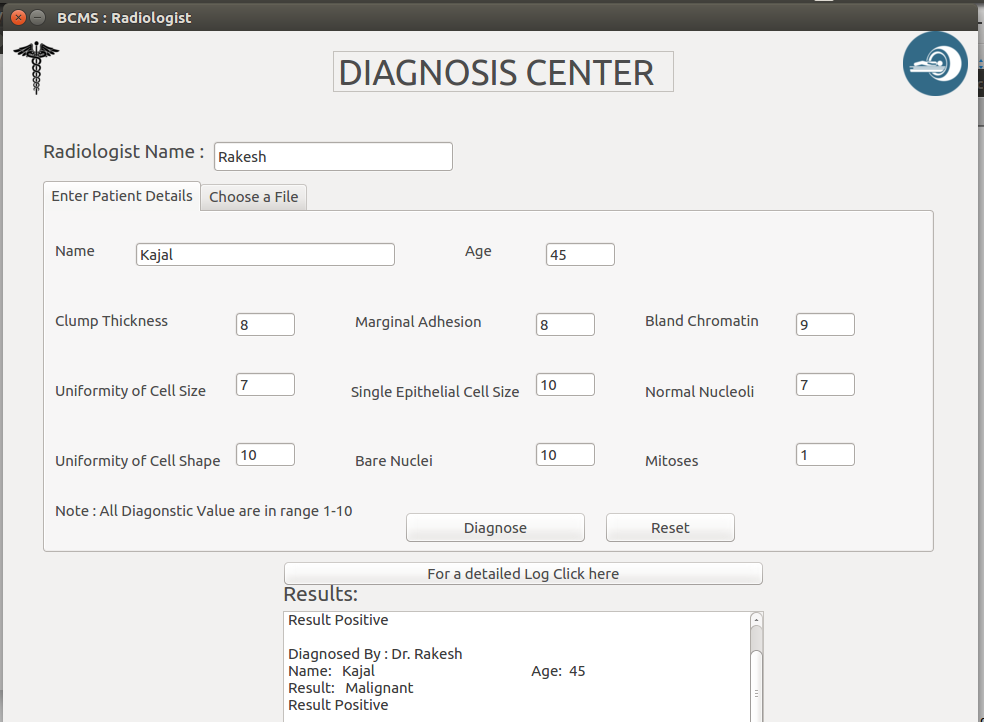 BCMS : Radiologist
DIAGNOSIS CENTER
Radiologist Name : Rakesh
Enter Patient Details Choose a File
Name Kajal Age 45
Clump Thickness 8 Marginal Adhesion 8 Bland Chromatin 9
Uniformity of Cell Size 7 Single Epithelial Cell Size 10 Normal Nucleoli 7
Uniformity of Cell Shape 10 Bare Nuclei 10 Mitoses 1
Note : All Diagonstic Value are in range 1-10
Diagnose Reset
For a detailed Log Click here
Results:
Result Positive
Diagnosed By : Dr. Rakesh
Name: Kajal Age: 45
Result: Malignant
Result Positive